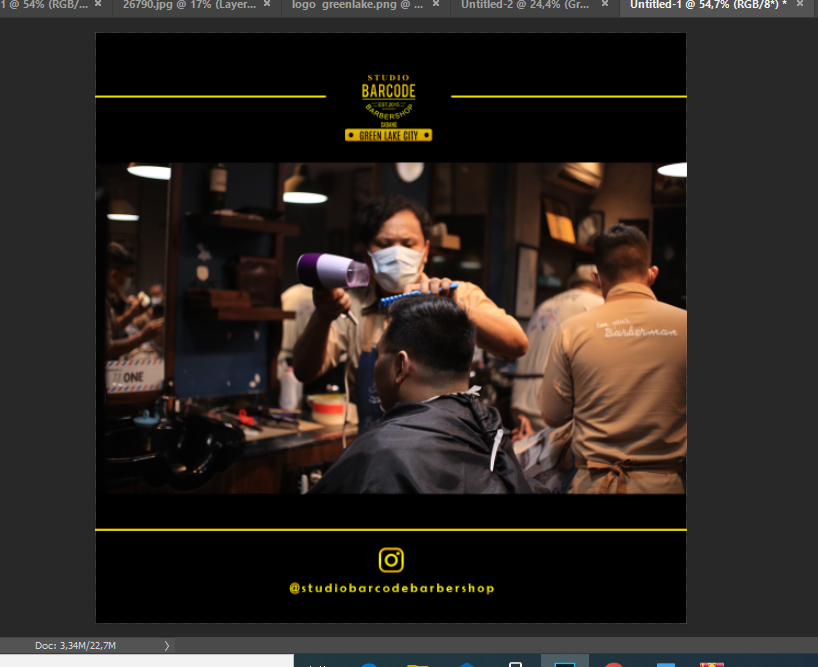 1 @ 54% (RGB/... ×
26790.jpg @ 17% (Layer... ×
logo greenlake.png @ ... ×
Untitled-2 @ 24,4% (Gr... ×
Untitled-1 @ 54,7% (RGB/8*) * ×
STUDIO
BARCODE
EST.2015
BARBERSHOP
CABANG
GREEN LAKE CITY
ONE
Barberman
@studiobarcodebarbershop
Doc: 3,34M/22,7M